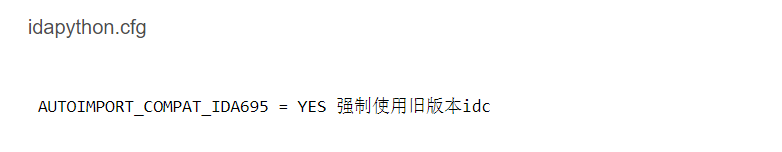 idapython.cfg
AUTOIMPORT_COMPAT_IDA695 = YES 强制使用旧版本idc